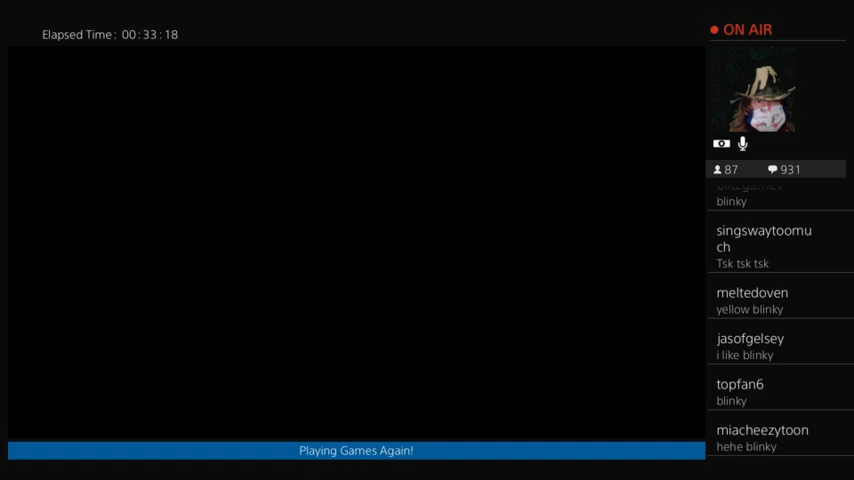 Elapsed Time: 00:33:18
ON AIR
87 931
blinky
singswaytoomu
ch
Tsk tsk tsk
meltedoven
yellow blinky
jasofgelsey
i like blinky
topfan6
blinky
miacheezytoon
hehe blinky
Playing Games Again!